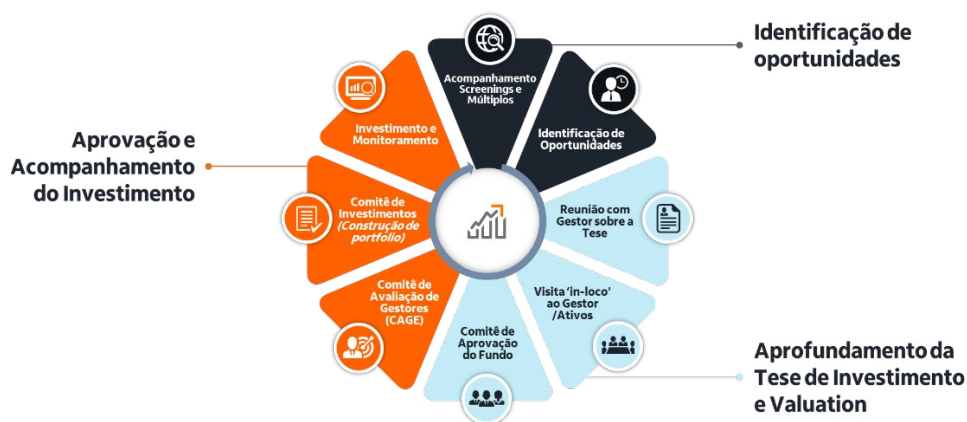 Identificação de
oportunidades
Acompanhamento
Screenings e
Múltiplos
Identificação de
Oportunidades
Reunião com
Gestor sobre a
Tese
Visita ‘in-loco’
ao Gestor
/Ativos
Aprofundamento da
Tese de Investimento
e Valuation
Comitê de
Aprovação
do Fundo
Comitê de
Avaliação de
Gestores
(CAGE)
Comitê de
Investimentos
(Construção de
portfolio)
Investimento e
Monitoramento
Aprovação e
Acompanhamento
do Investimento